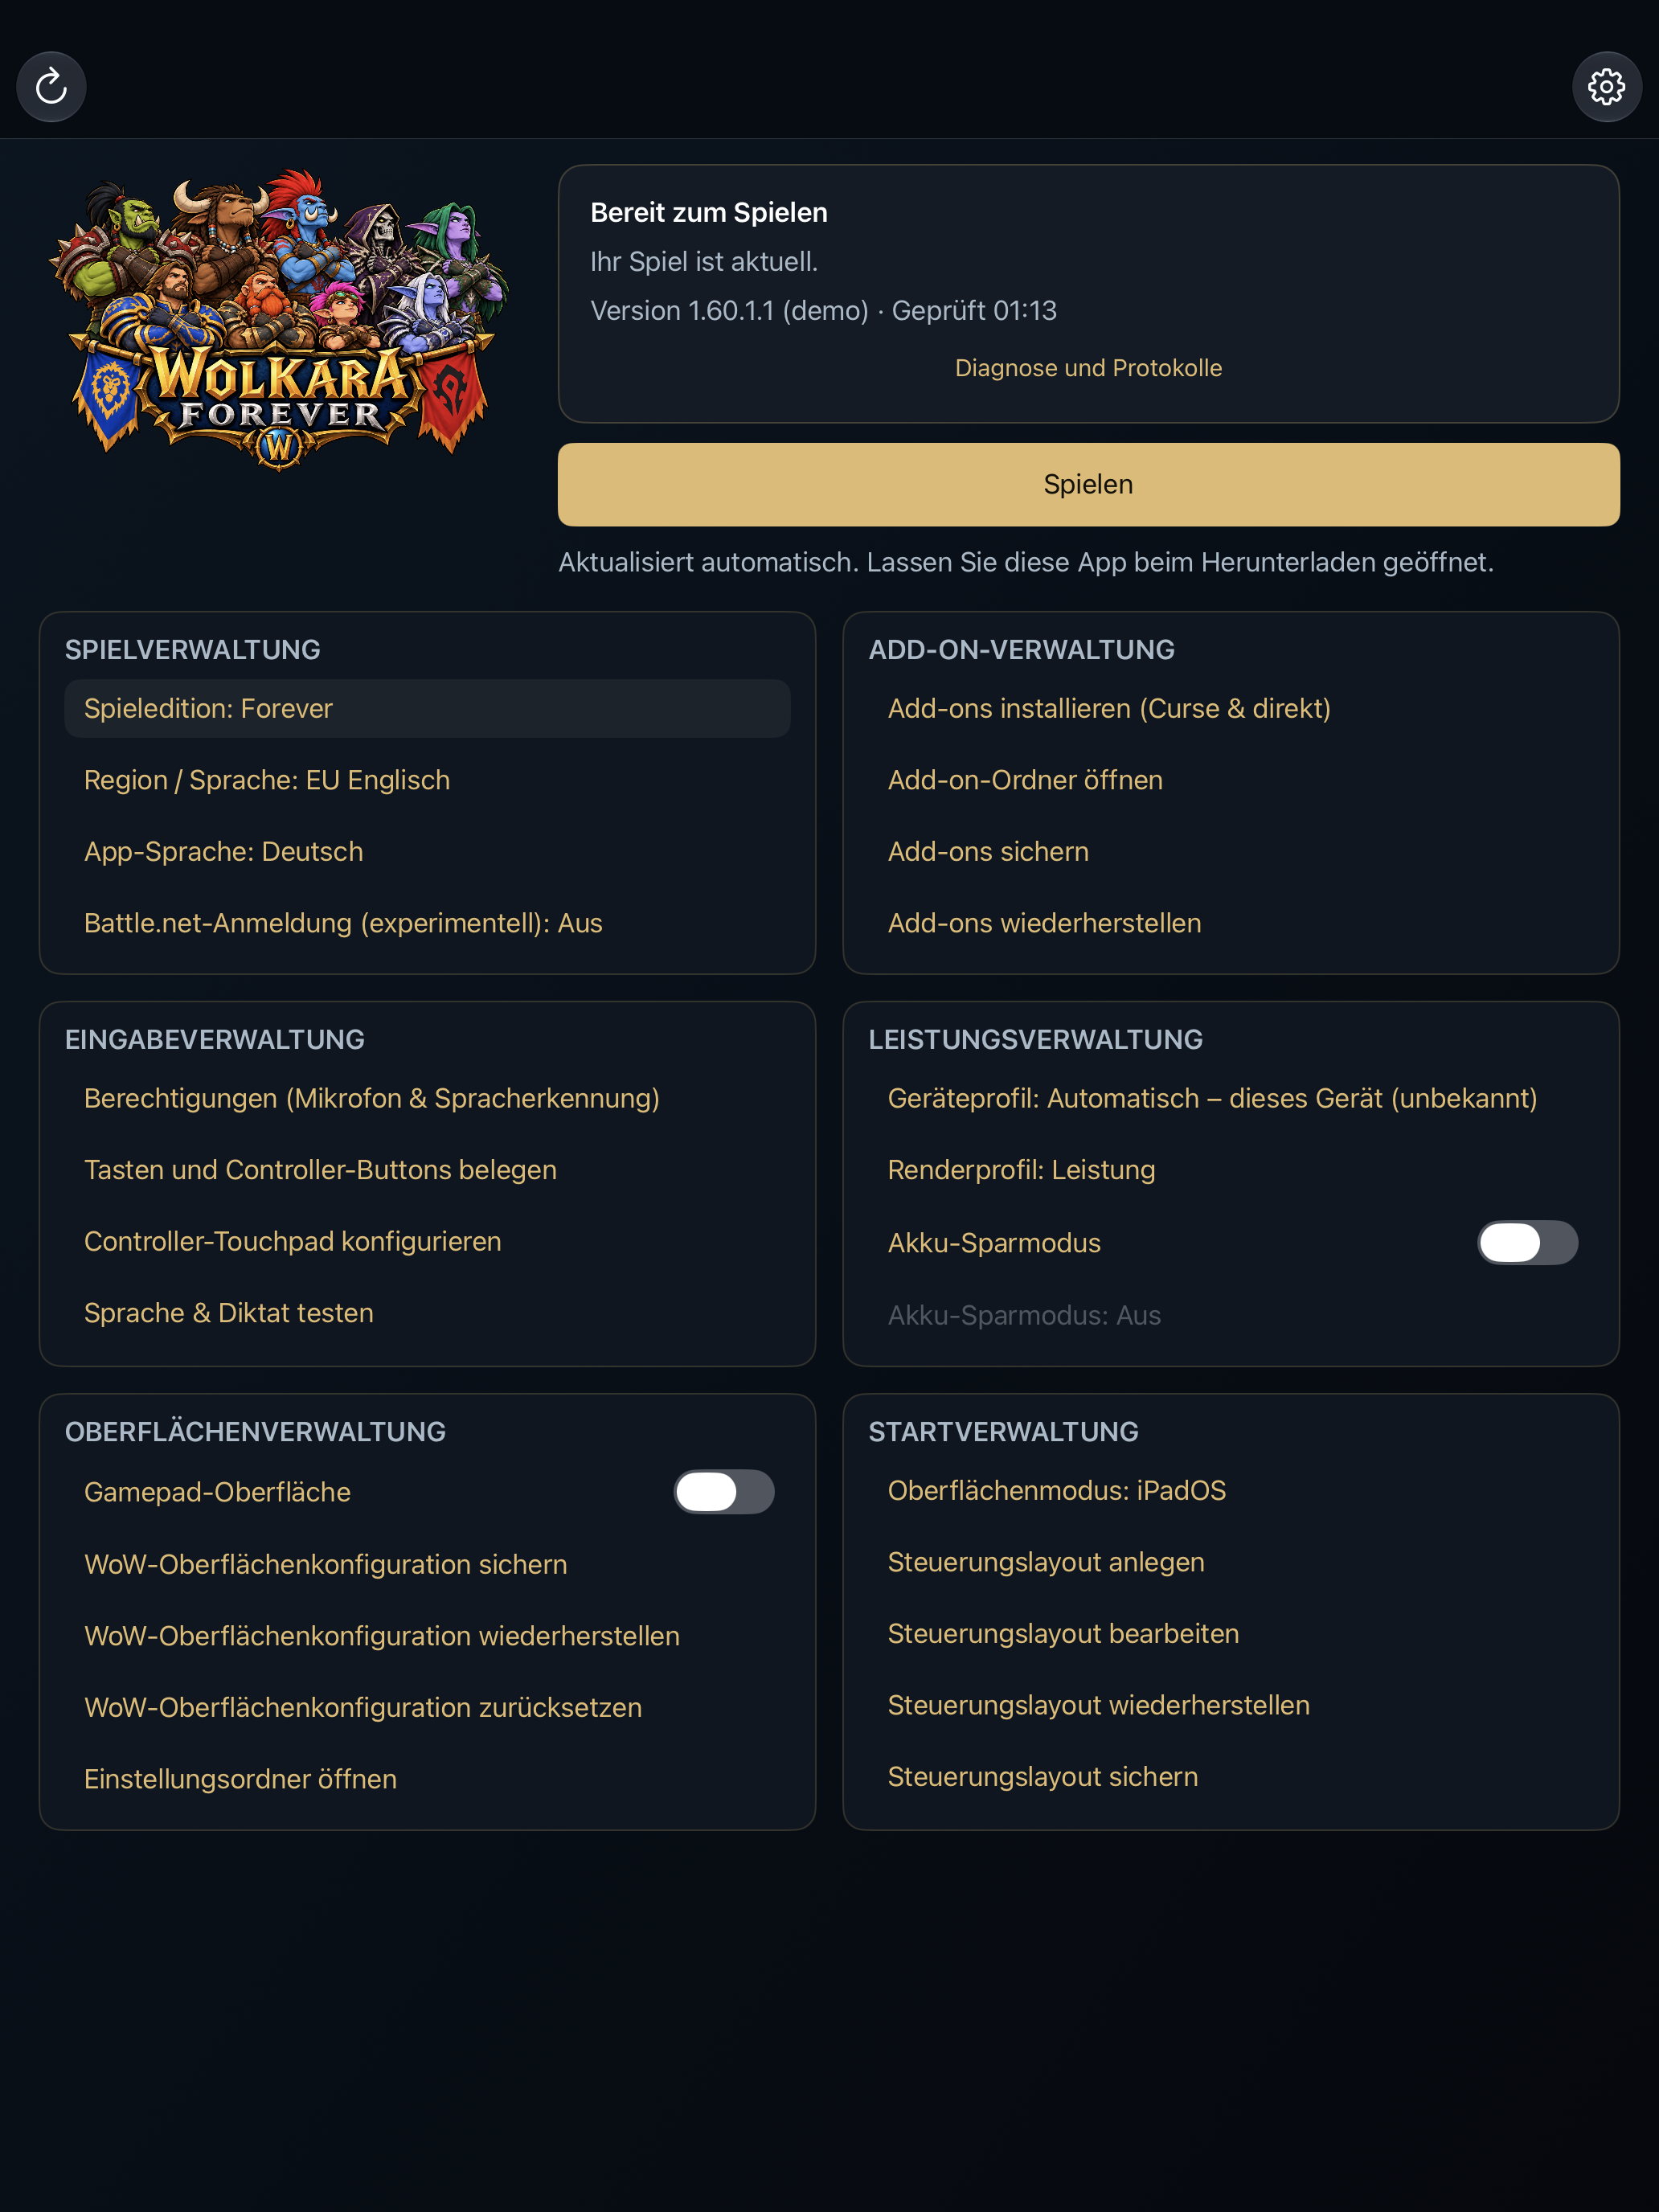 WOLKARA
FOREVER
W
Bereit zum Spielen
Ihr Spiel ist aktuell.
Version 1.60.1.1 (demo) · Geprüft 01:13
Diagnose und Protokolle
Spielen
Aktualisiert automatisch. Lassen Sie diese App beim Herunterladen geöffnet.
SPIELVERWALTUNG
Spieledition: Forever
Region / Sprache: EU Englisch
App-Sprache: Deutsch
Battle.net-Anmeldung (experimentell): Aus
ADD-ON-VERWALTUNG
Add-ons installieren (Curse & direkt)
Add-on-Ordner öffnen
Add-ons sichern
Add-ons wiederherstellen
EINGABEVERWALTUNG
Berechtigungen (Mikrofon & Spracherkennung)
Tasten und Controller-Buttons belegen
Controller-Touchpad konfigurieren
Sprache & Diktat testen
LEISTUNGSVERWALTUNG
Geräteprofil: Automatisch – dieses Gerät (unbekannt)
Renderprofil: Leistung
Akku-Sparmodus
Akku-Sparmodus: Aus
OBERFLÄCHENVERWALTUNG
Gamepad-Oberfläche
WoW-Oberflächenkonfiguration sichern
WoW-Oberflächenkonfiguration wiederherstellen
WoW-Oberflächenkonfiguration zurücksetzen
Einstellungsordner öffnen
STARTVERWALTUNG
Oberflächenmodus: iPadOS
Steuerungslayout anlegen
Steuerungslayout bearbeiten
Steuerungslayout wiederherstellen
Steuerungslayout sichern